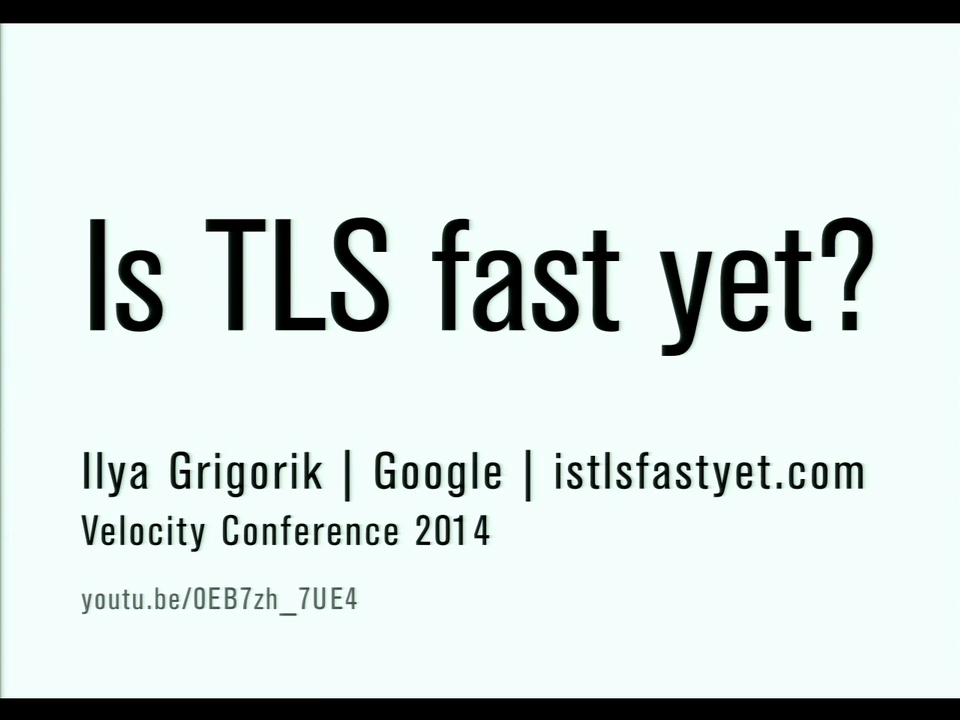 Is TLS fast yet?
Ilya Grigorik | Google | istlsfastyet.com
Velocity Conference 2014
youtu.be/0EB7zh_7UE4